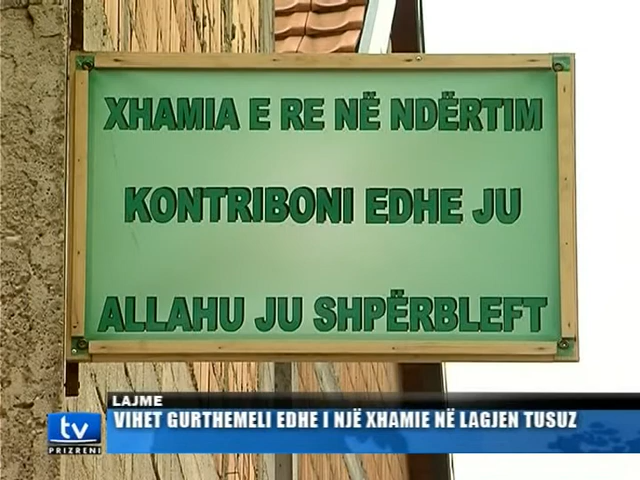 XHAMIA E RE NË NDËRTIM
KONTRIBONI EDHE JU
ALLAHU JU SHPËRBLEFT
LAJME
VIHET GURTHEMELI EDHE I NJË XHAMIE NË LAGJEN TUSUZ
tv
PRIZRENI